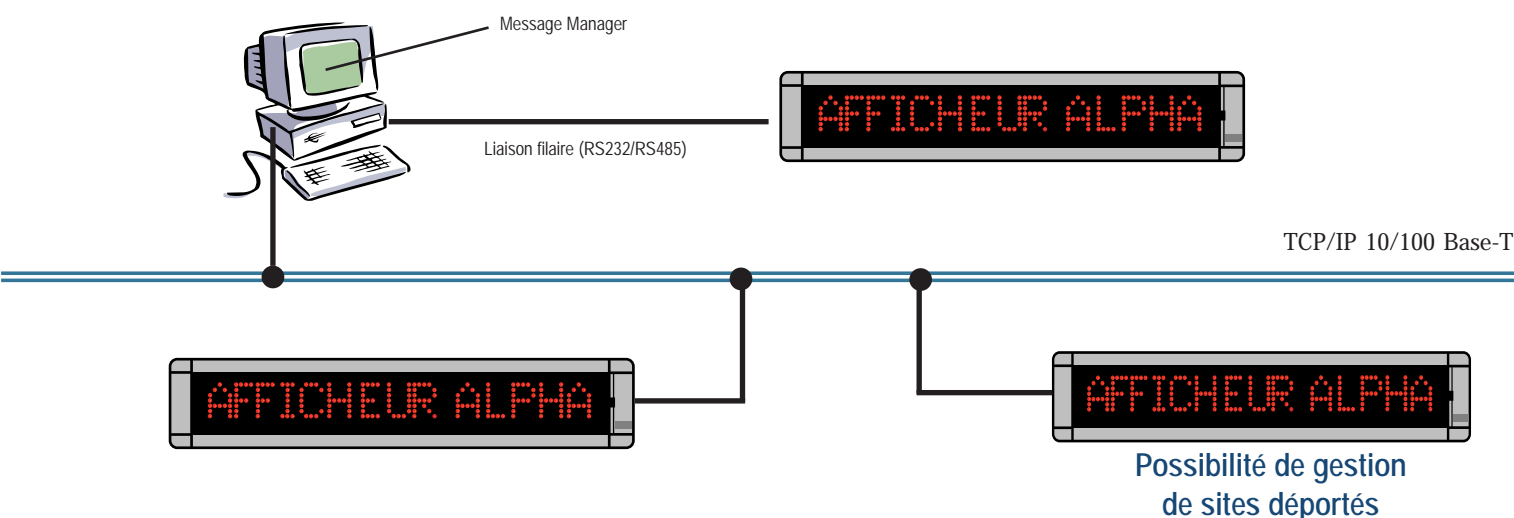 Message Manager
AFFICHEUR ALPHA
Liaison filaire (RS232/RS485)
TCP/IP 10/100 Base-T
AFFICHEUR ALPHA
AFFICHEUR ALPHA
Possibilité de gestion
de sites déportés